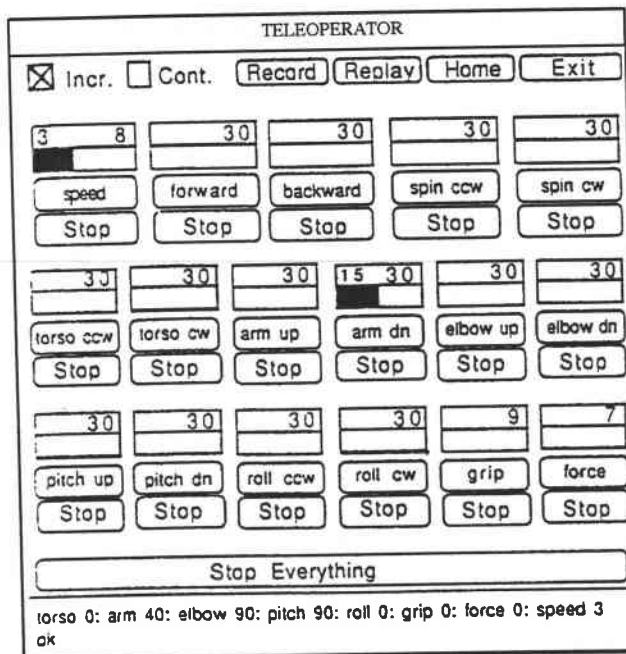 TELEOPERATOR
Incr. Cont. Record Replay Home Exit
3 8 30 30 30 30
speed forward backward spin ccw spin cw
Stop Stop Stop Stop Stop
30 30 30 15 30 30 30
torso ccw torso cw arm up arm dn elbow up elbow dn
Stop Stop Stop Stop Stop Stop
30 30 30 30 9 7
pitch up pitch dn roll ccw roll cw grip force
Stop Stop Stop Stop Stop Stop
Stop Everything
torso 0: arm 40: elbow 90: pitch 90: roll 0: grip 0: force 0: speed 3
ok